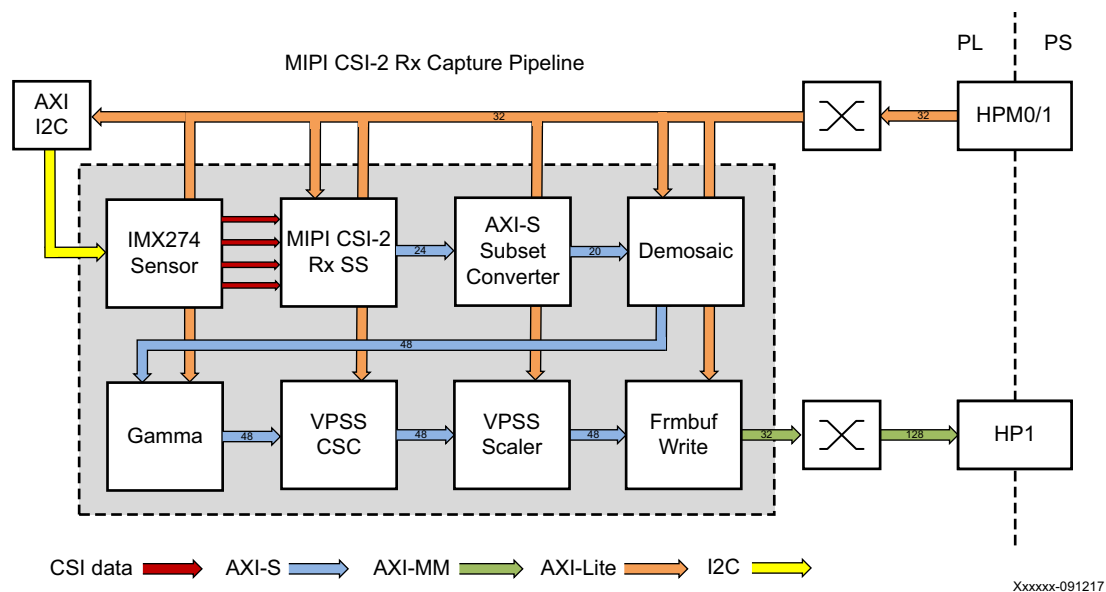 MIPI CSI-2 Rx Capture Pipeline
PL
PS
AXI
I2C
32
32
HPM0/1
IMX274
Sensor
MIPI CSI-2
Rx SS
24
AXI-S
Subset
Converter
20
Demosaic
48
Gamma
48
VPSS
CSC
48
VPSS
Scaler
48
Frmbuf
Write
32
128
HP1
CSI data
AXI-S
AXI-MM
AXI-Lite
I2C
Xxxxxx-091217